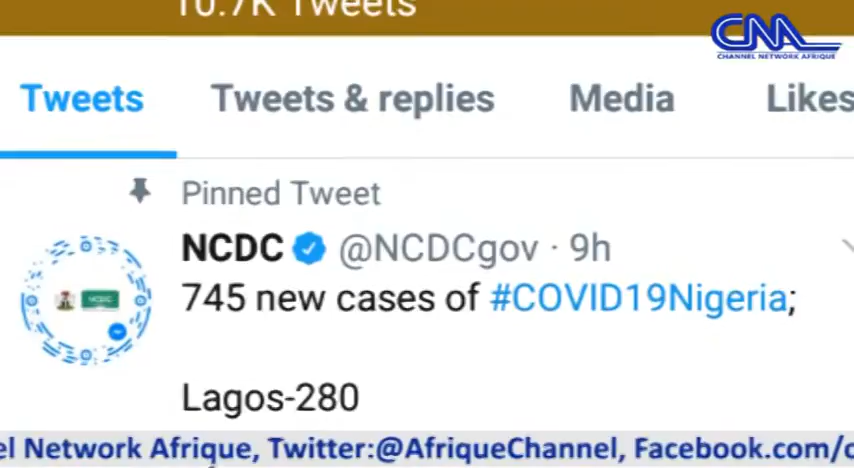 10.7K Tweets
CNA
CHANNEL NETWORK AFRIQUE
Tweets Tweets & replies Media Likes
Pinned Tweet
NCDC @NCDCgov · 9h
745 new cases of #COVID19Nigeria;
NCDC
Lagos-280
el Network Afrique, Twitter:@AfriqueChannel, Facebook.com/c